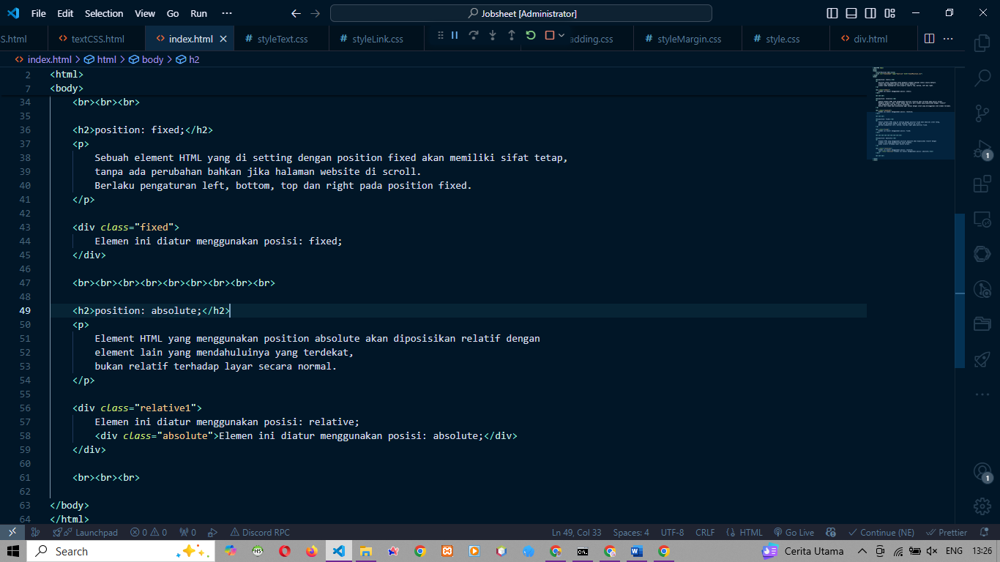 File Edit Selection View Go Run ··· Jobsheet [Administrator]
S.html textCSS.html index.html styleText.css styleLink.css adding.css styleMargin.css style.css div.html
index.html > html > body > h2
2 <html>
7 <body>
34 <br><br><br>
35
36 <h2>position: fixed;</h2>
37 <p>
38 Sebuah element HTML yang di setting dengan position fixed akan memiliki sifat tetap,
39 tanpa ada perubahan bahkan jika halaman website di scroll.
40 Berlaku pengaturan left, bottom, top dan right pada position fixed.
41 </p>
42
43 <div class="fixed">
44 Elemen ini diatur menggunakan posisi: fixed;
45 </div>
46
47 <br><br><br><br><br><br><br><br><br>
48
49 <h2>position: absolute;</h2>
50 <p>
51 Element HTML yang menggunakan position absolute akan diposisikan relatif dengan
52 element lain yang mendahuluinya yang terdekat,
53 bukan relatif terhadap layar secara normal.
54 </p>
55
56 <div class="relative1">
57 Elemen ini diatur menggunakan posisi: relative;
58 <div class="absolute">Elemen ini diatur menggunakan posisi: absolute;</div>
59 </div>
60
61 <br><br><br>
62
63 </body>
64 </html>
1
1
Launchpad 0 0 0 Discord RPC Ln 49, Col 33 Spaces: 4 UTF-8 CRLF HTML Go Live Continue (NE) Prettier
Search Cerita Utama ENG 13:26